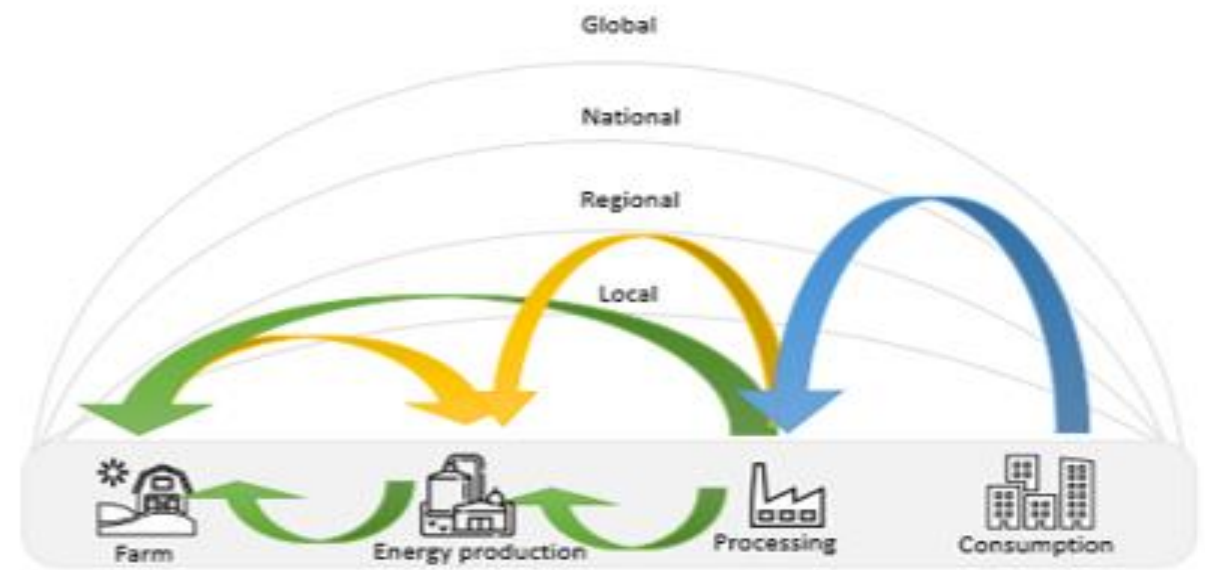 Global
National
Regional
Local
Farm
Energy production
Processing
Consumption